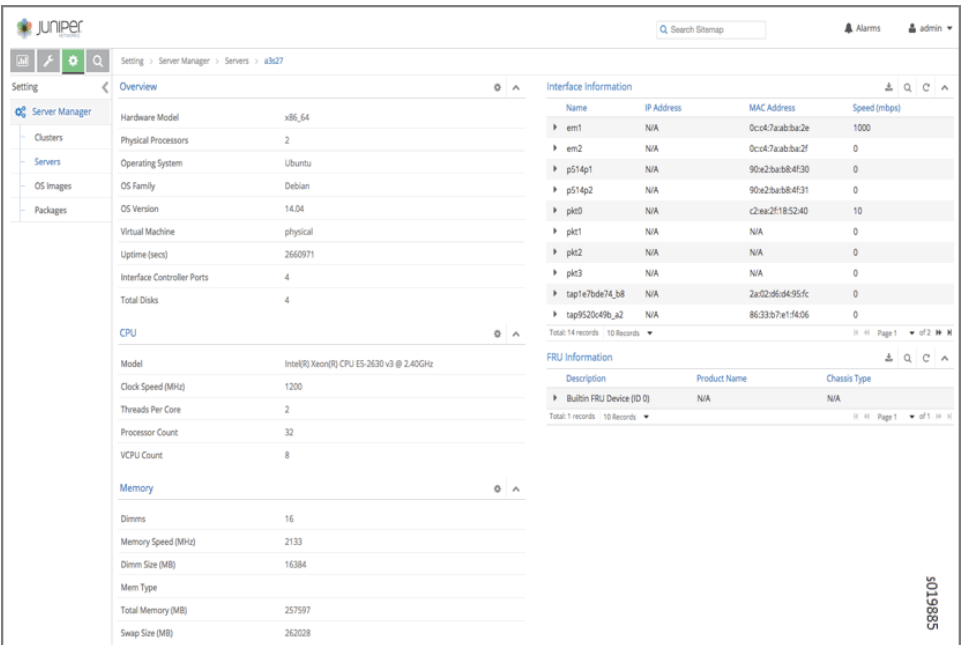 JUNIPER
NETWORKS
Search Sitemap
Alarms
admin
Setting > Server Manager > Servers > a3s27
Setting
Server Manager
Clusters
Servers
OS Images
Packages
Overview
Hardware Model x86_64
Physical Processors 2
Operating System Ubuntu
OS Family Debian
OS Version 14.04
Virtual Machine physical
Uptime (secs) 2660971
Interface Controller Ports 4
Total Disks 4
CPU
Model Intel(R) Xeon(R) CPU E5-2630 v3 @ 2.40GHz
Clock Speed (MHz) 1200
Threads Per Core 2
Processor Count 32
VCPU Count 8
Memory
Dimms 16
Memory Speed (MHz) 2133
Dimm Size (MB) 16384
Mem Type
Total Memory (MB) 257597
Swap Size (MB) 262028
Interface Information
Name IP Address MAC Address Speed (mbps)
em1 N/A 0c:c4:7a:ab:ba:2e 1000
em2 N/A 0c:c4:7a:ab:ba:2f 0
p514p1 N/A 90:e2:ba:b8:4f:30 0
p514p2 N/A 90:e2:ba:b8:4f:31 0
pkt0 N/A c2:ea:2f:18:52:40 10
pkt1 N/A N/A 0
pkt2 N/A N/A 0
pkt3 N/A N/A 0
tap1e7bde74_b8 N/A 2a:02:d6:d4:95:fc 0
tap9520c49b_a2 N/A 86:33:b7:e1:f4:06 0
Total: 14 records 10 Records Page 1 of 2
FRU Information
Description Product Name Chassis Type
Builtin FRU Device (ID 0) N/A N/A
Total: 1 records 10 Records Page 1 of 1
s019885